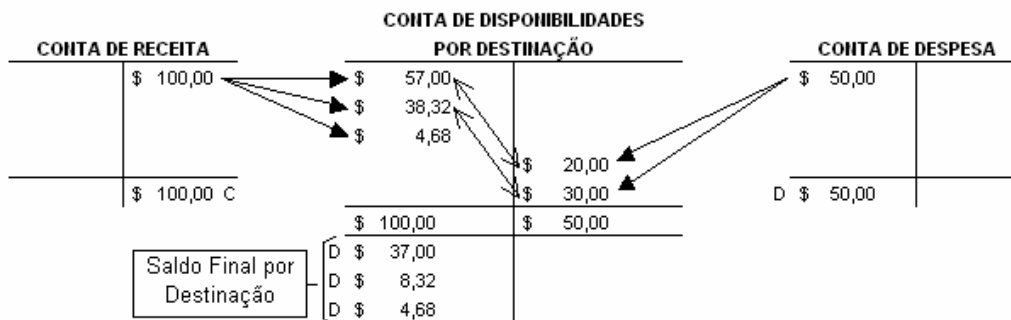 CONTA DE DISPONIBILIDADES
CONTA DE RECEITA POR DESTINAÇÃO CONTA DE DESPESA
$ 100,00 $ 57,00 $ 50,00
$ 38,32
$ 4,68
$ 20,00
$ 100,00 C $ 30,00 D $ 50,00
$ 100,00 $ 50,00
Saldo Final por
Destinação
D $ 37,00
D $ 8,32
D $ 4,68